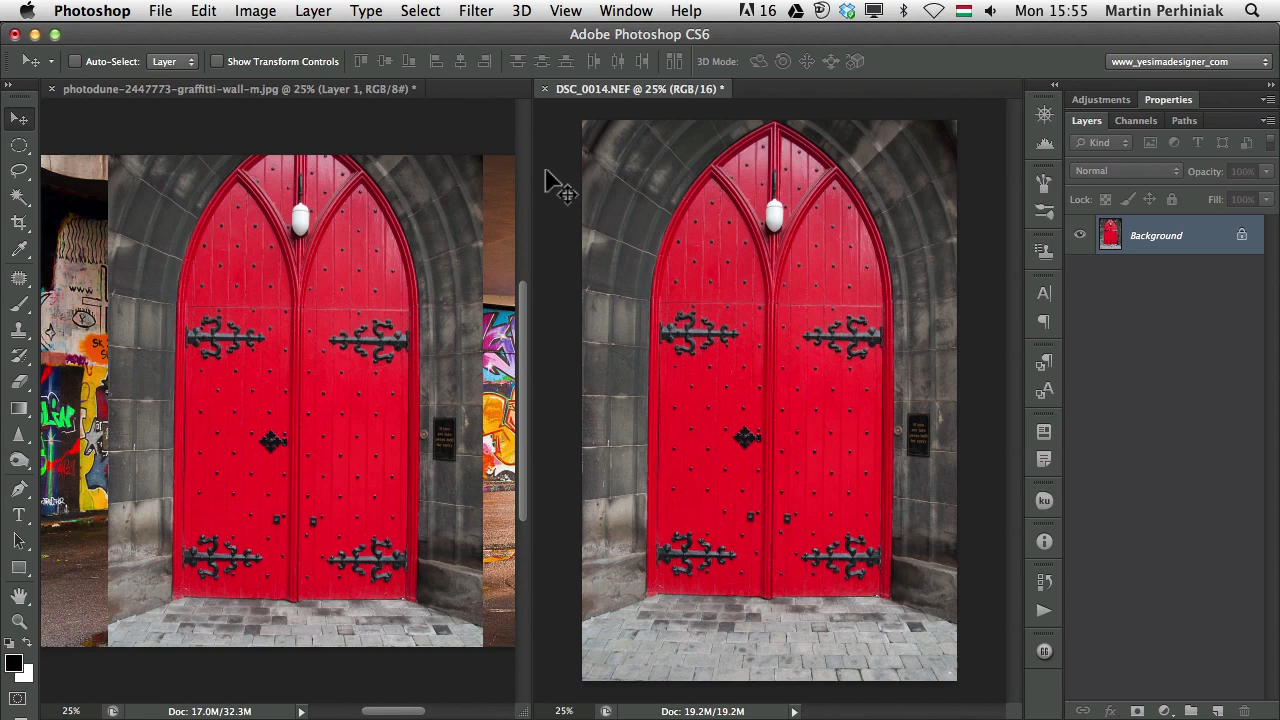 Photoshop File Edit Image Layer Type Select Filter 3D View Window Help 16 Mon 15:55 Martin Perhiniak
Adobe Photoshop CS6
Auto-Select: Layer Show Transform Controls 3D Mode: www_yesimadesigner_com
photodune-2447773-graffitti-wall-m.jpg @ 25% (Layer 1, RGB/8#) *
DSC_0014.NEF @ 25% (RGB/16) *
Adjustments Properties
Layers Channels Paths
Kind
Normal Opacity: 100%
Lock: Fill: 100%
Background
WWW
ku
25% Doc: 17.0M/32.3M
25% Doc: 19.2M/19.2M